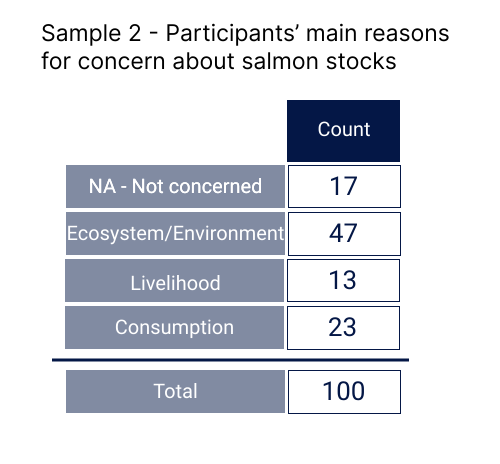 Sample 2 - Participants’ main reasons
for concern about salmon stocks
Count
NA - Not concerned 17
Ecosystem/Environment 47
Livelihood 13
Consumption 23
Total 100